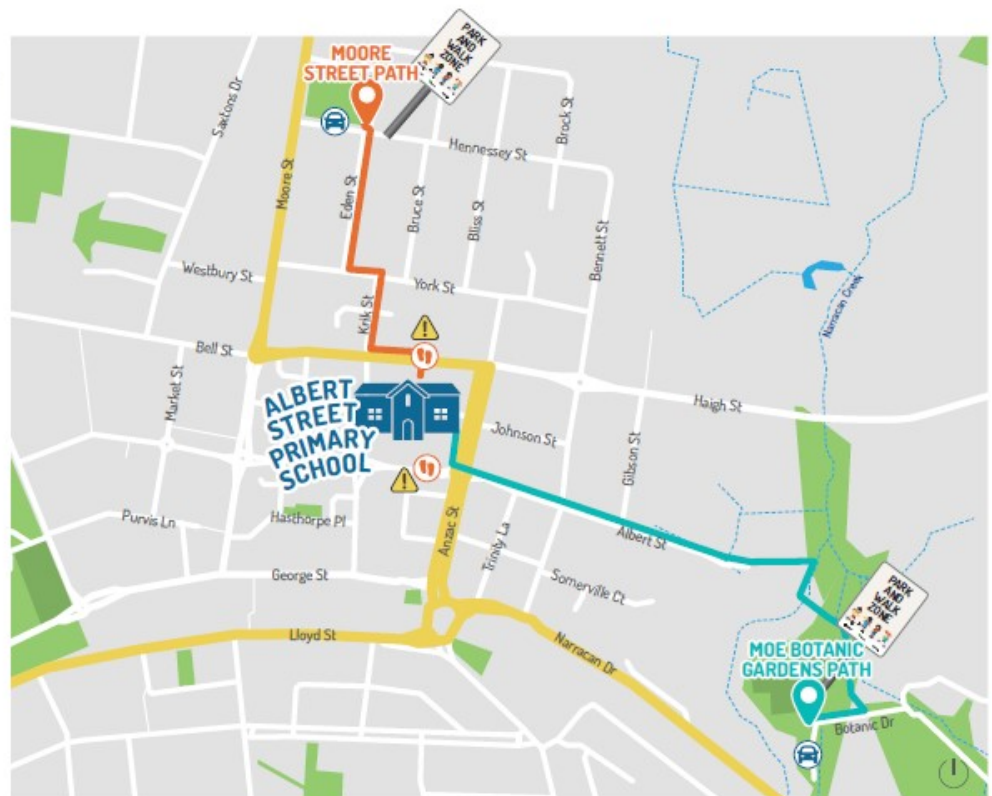 PARK
AND
WALK
ZONE
MOORE
STREET PATH
Saxtons Dr
Brock St
Hennessey St
Moore St
Eden St
Bruce St
Bliss St
Bennett St
Westbury St
York St
Narracan Creek
Krik St
Bell St
Market St
Haigh St
ALBERT
STREET
PRIMARY
SCHOOL
Johnson St
Gibson St
Purvis Ln
Hasthorpe Pl
Anzac St
Trinity La
Albert St
George St
Somerville Ct
PARK
AND
WALK
ZONE
Lloyd St
Narracan Dr
MOE BOTANIC
GARDENS PATH
Botanic Dr